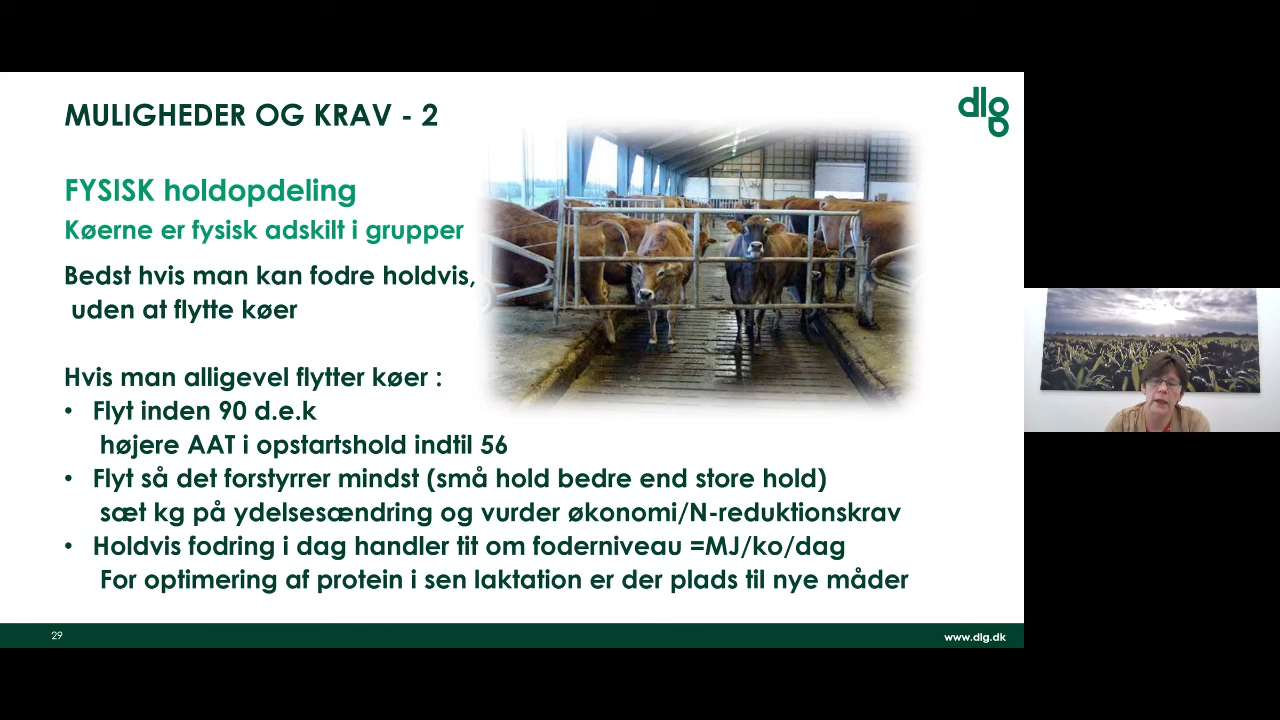 MULIGHEDER OG KRAV - 2
dlg
FYSISK holdopdeling
Køerne er fysisk adskilt i grupper
Bedst hvis man kan fodre holdvis,
uden at flytte køer
Hvis man alligevel flytter køer :
• Flyt inden 90 d.e.k
højere AAT i opstartshold indtil 56
• Flyt så det forstyrrer mindst (små hold bedre end store hold)
sæt kg på ydelsesændring og vurder økonomi/N-reduktionskrav
• Holdvis fodring i dag handler tit om foderniveau =MJ/ko/dag
For optimering af protein i sen laktation er der plads til nye måder
29
www.dlg.dk